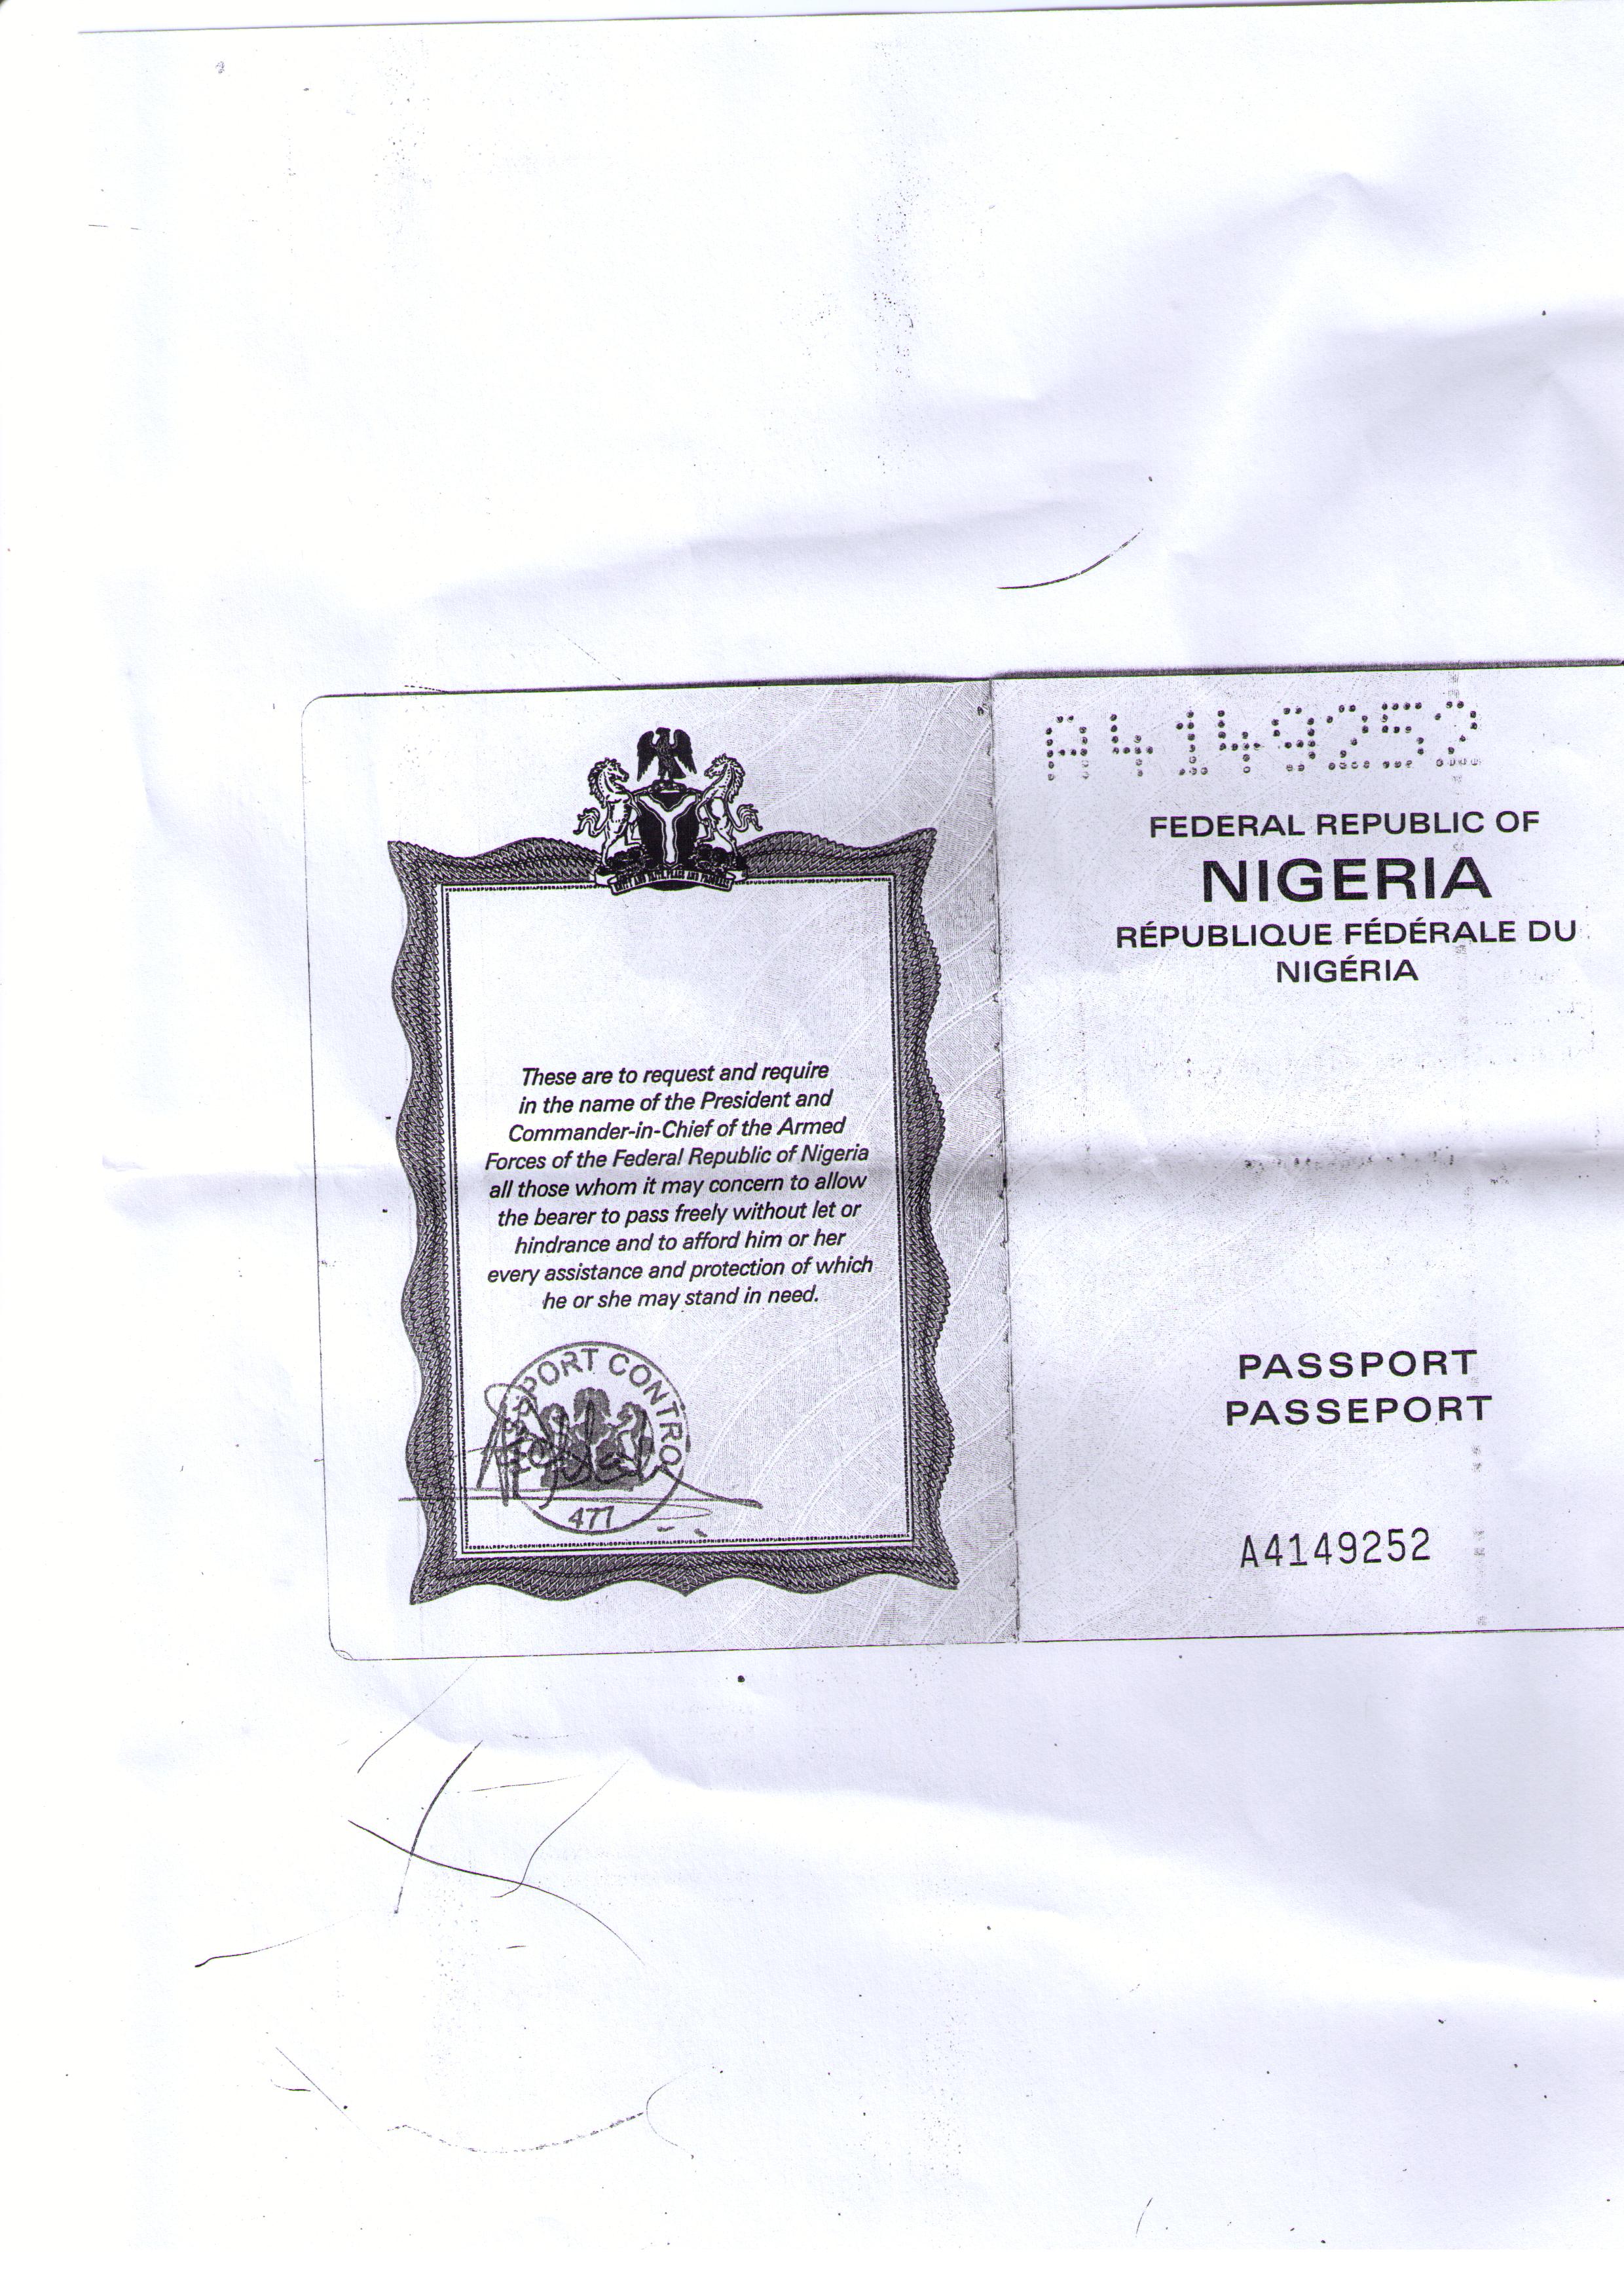 UNITY AND FAITH, PEACE AND PROGRESS
These are to request and require
in the name of the President and
Commander-in-Chief of the Armed
Forces of the Federal Republic of Nigeria
all those whom it may concern to allow
the bearer to pass freely without let or
hindrance and to afford him or her
every assistance and protection of which
he or she may stand in need.
PASSPORT CONTROL
477
A4149252
FEDERAL REPUBLIC OF
NIGERIA
RÉPUBLIQUE FÉDÉRALE DU
NIGÉRIA
PASSPORT
PASSEPORT
A4149252